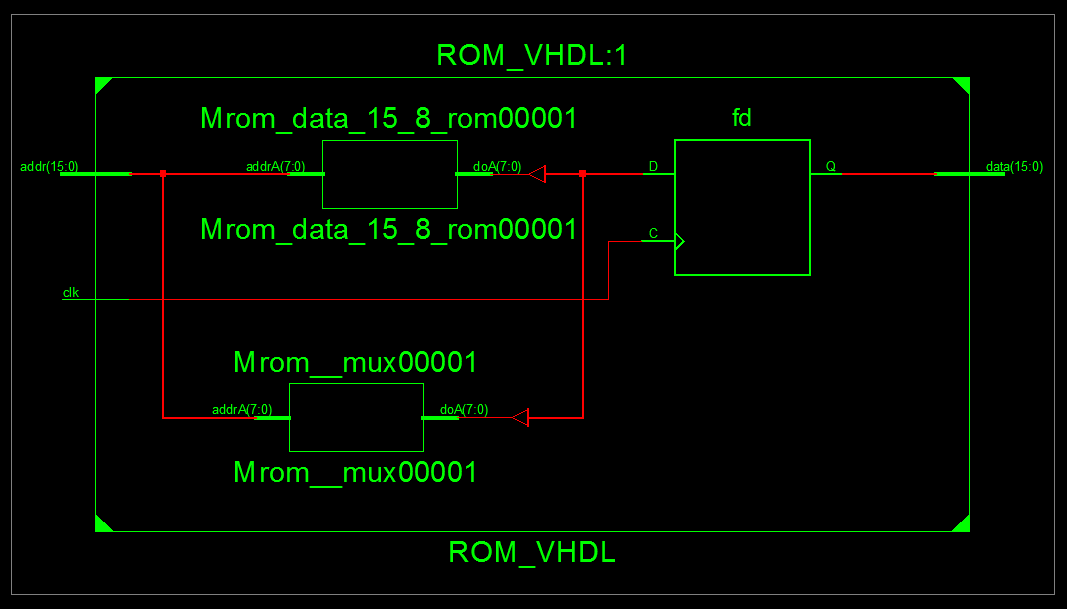 ROM_VHDL:1
Mrom_data_15_8_rom00001
fd
addr(15:0)
addrA(7:0)
doA(7:0)
D
Q
data(15:0)
Mrom_data_15_8_rom00001
C
clk
Mrom__mux00001
addrA(7:0)
doA(7:0)
Mrom__mux00001
ROM_VHDL